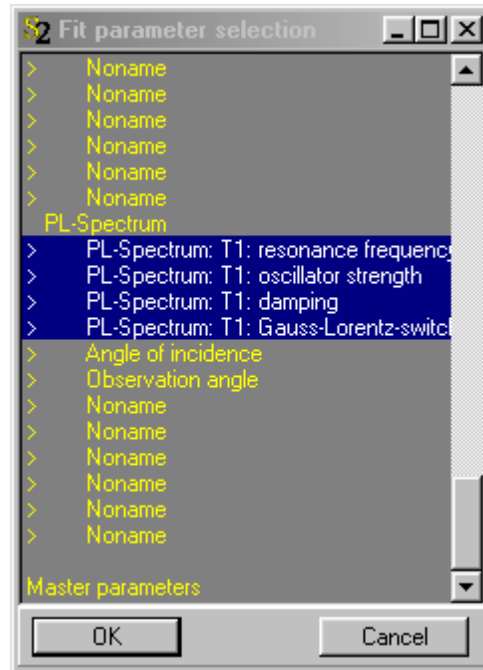 S2 Fit parameter selection
> Noname
> Noname
> Noname
> Noname
> Noname
> Noname
PL-Spectrum
> PL-Spectrum: T1: resonance frequency
> PL-Spectrum: T1: oscillator strength
> PL-Spectrum: T1: damping
> PL-Spectrum: T1: Gauss-Lorentz-switc
> Angle of incidence
> Observation angle
> Noname
> Noname
> Noname
> Noname
> Noname
> Noname
Master parameters
OK Cancel